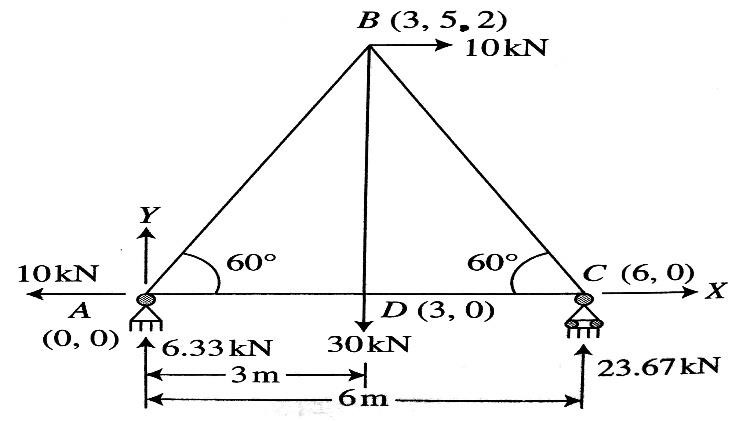 B (3, 5.2)
10 kN
Y
60°
60°
10 kN
C (6, 0)
X
A
D (3, 0)
(0, 0)
6.33 kN
30 kN
23.67 kN
3 m
6 m